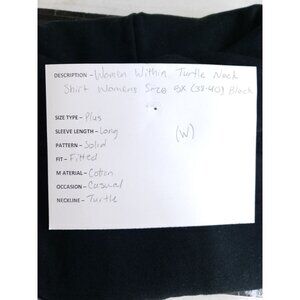 DESCRIPTION – Women Within Turtle Neck
Shirt Womens Size 5X (38-40) Black
SIZE TYPE – Plus
SLEEVE LENGTH – Long
(W)
PATTERN – Solid
FIT – Fitted
MATERIAL – Cotton
OCCASION – Casual
NECKLINE – Turtle